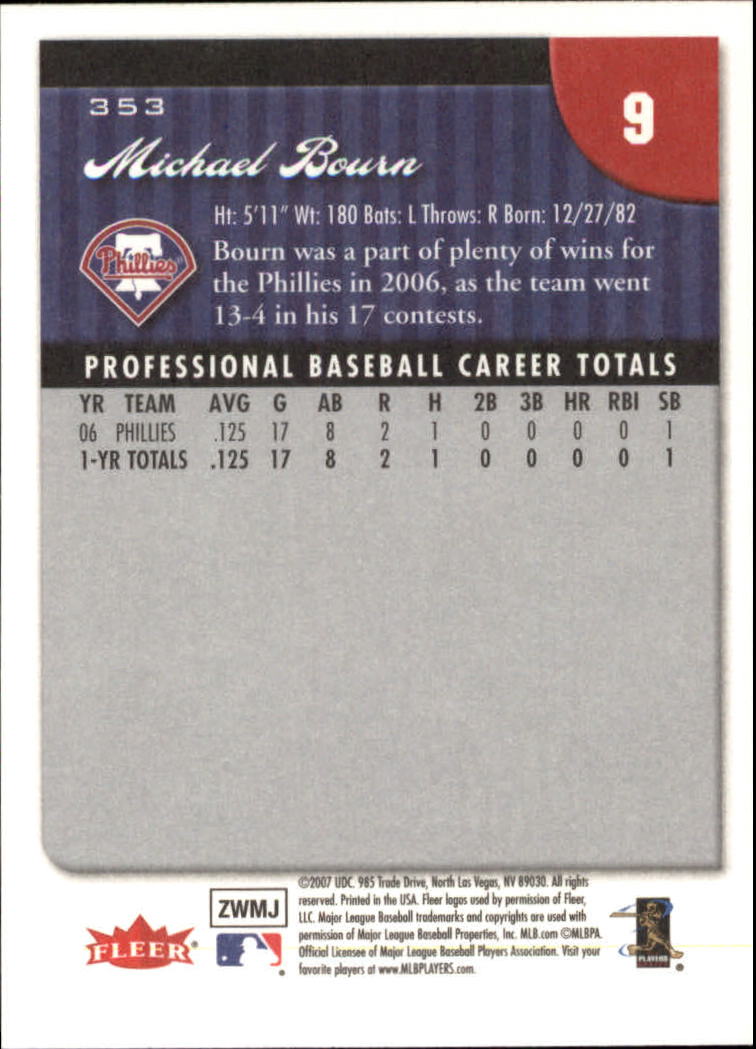 353
9
Michael Bourn
Ht: 5'11" Wt: 180 Bats: L Throws: R Born: 12/27/82
Phillies
Bourn was a part of plenty of wins for
the Phillies in 2006, as the team went
13-4 in his 17 contests.
PROFESSIONAL BASEBALL CAREER TOTALS
YR TEAM AVG G AB R H 2B 3B HR RBI SB
06 PHILLIES .125 17 8 2 1 0 0 0 0 1
1-YR TOTALS .125 17 8 2 1 0 0 0 0 1
©2007 UDC. 985 Trade Drive, North Las Vegas, NV 89030. All rights
reserved. Printed in the USA. Fleer logos used by permission of Fleer,
LLC. Major League Baseball trademarks and copyrights are used with
permission of Major League Baseball Properties, Inc. MLB.com ©MLBPA
Official Licensee of Major League Baseball Players Association. Visit your
favorite players at www.MLBPLAYERS.com.
ZWMJ
FLEER
PLAYERS